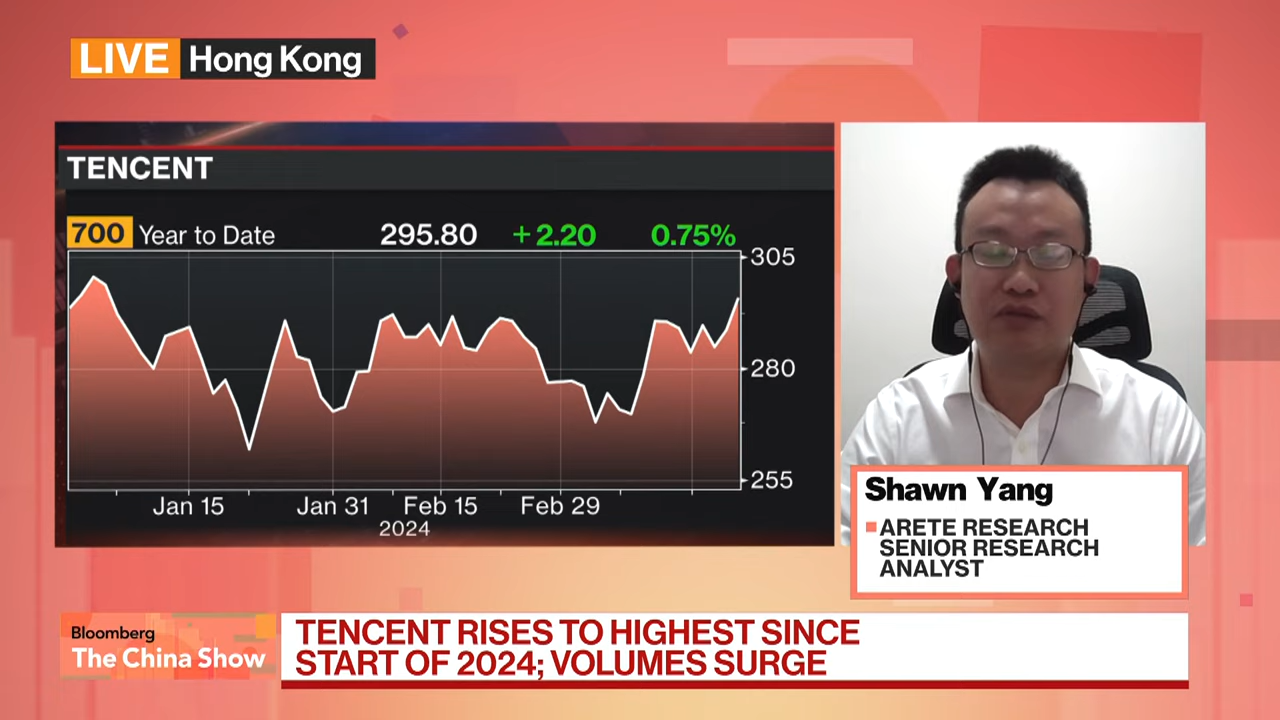 LIVE Hong Kong
TENCENT
700 Year to Date 295.80 +2.20 0.75%
305
280
255
Jan 15 Jan 31 Feb 15 Feb 29
2024
Shawn Yang
ARETE RESEARCH
SENIOR RESEARCH
ANALYST
Bloomberg
The China Show
TENCENT RISES TO HIGHEST SINCE
START OF 2024; VOLUMES SURGE